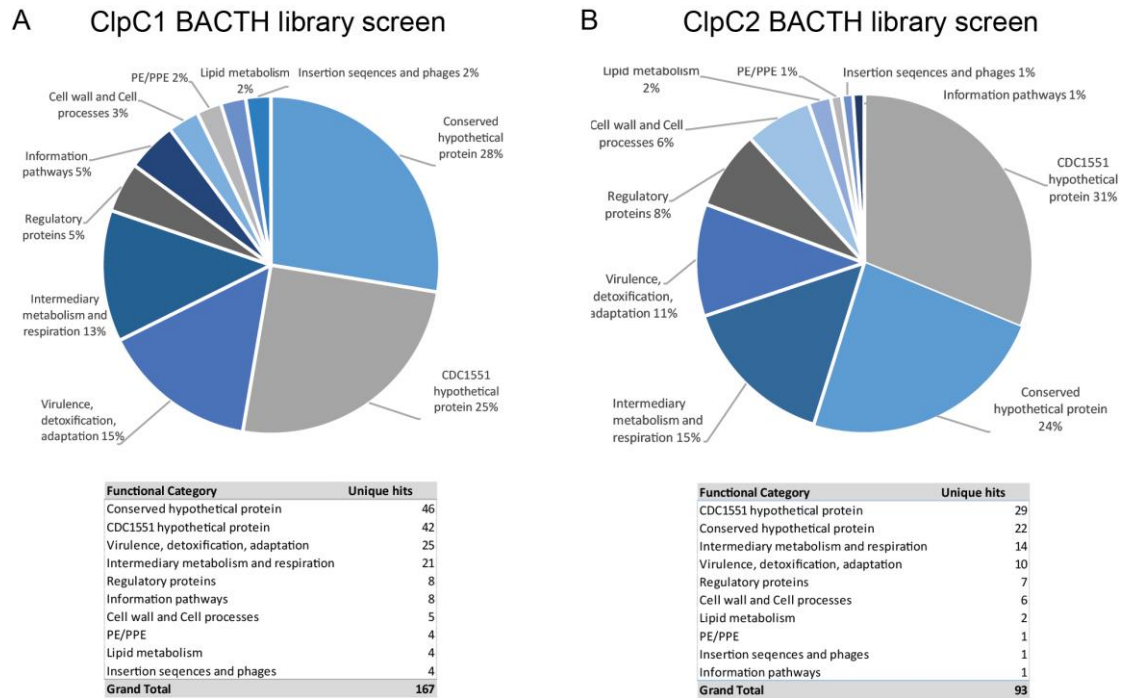 A
ClpC1 BACTH library screen
PE/PPE 2%
Lipid metabolism
2%
Insertion seqences and phages 2%
Cell wall and Cell
processes 3%
Information
pathways 5%
Regulatory
proteins 5%
Intermediary
metabolism and
respiration 13%
Virulence,
detoxification,
adaptation 15%
Conserved
hypothetical
protein 28%
CDC1551
hypothetical
protein 25%
Functional Category Unique hits
Conserved hypothetical protein 46
CDC1551 hypothetical protein 42
Virulence, detoxification, adaptation 25
Intermediary metabolism and respiration 21
Regulatory proteins 8
Information pathways 8
Cell wall and Cell processes 5
PE/PPE 4
Lipid metabolism 4
Insertion seqences and phages 4
Grand Total 167
B
ClpC2 BACTH library screen
Lipid metabolism
2%
PE/PPE 1%
Insertion seqences and phages 1%
Information pathways 1%
Cell wall and Cell
processes 6%
Regulatory
proteins 8%
Virulence,
detoxification,
adaptation 11%
Intermediary
metabolism and
respiration 15%
CDC1551
hypothetical
protein 31%
Conserved
hypothetical protein
24%
Functional Category Unique hits
CDC1551 hypothetical protein 29
Conserved hypothetical protein 22
Intermediary metabolism and respiration 14
Virulence, detoxification, adaptation 10
Regulatory proteins 7
Cell wall and Cell processes 6
Lipid metabolism 2
PE/PPE 1
Insertion seqences and phages 1
Information pathways 1
Grand Total 93